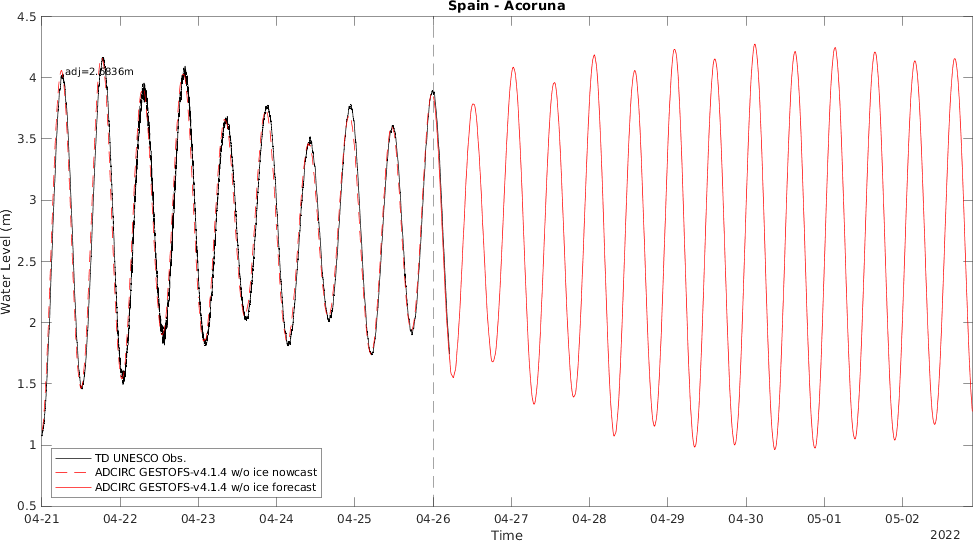 Spain - Acoruna
4.5
4
3.5
3
2.5
2
1.5
1
0.5
Water Level (m)
adj=2.5836m
TD UNESCO Obs.
ADCIRC GESTOFS-v4.1.4 w/o ice nowcast
ADCIRC GESTOFS-v4.1.4 w/o ice forecast
04-21 04-22 04-23 04-24 04-25 04-26 04-27 04-28 04-29 04-30 05-01 05-02
Time
2022